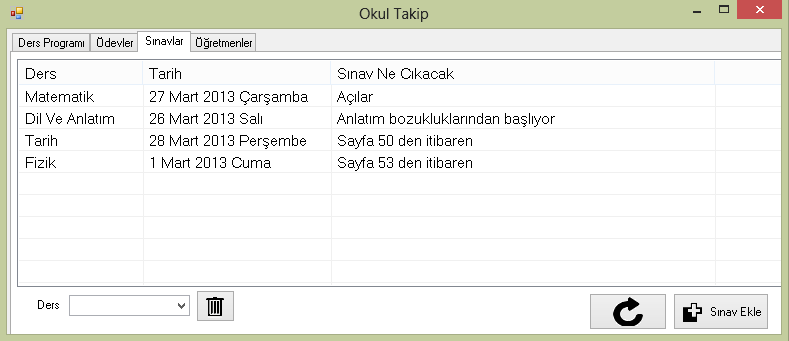 Okul Takip
Ders Programı Ödevler Sınavlar Öğretmenler
Ders Tarih Sınav Ne Cıkacak
Matematik 27 Mart 2013 Çarşamba Açılar
Dil Ve Anlatım 26 Mart 2013 Salı Anlatım bozukluklarından başlıyor
Tarih 28 Mart 2013 Perşembe Sayfa 50 den itibaren
Fizik 1 Mart 2013 Cuma Sayfa 53 den itibaren
Ders Sınav Ekle